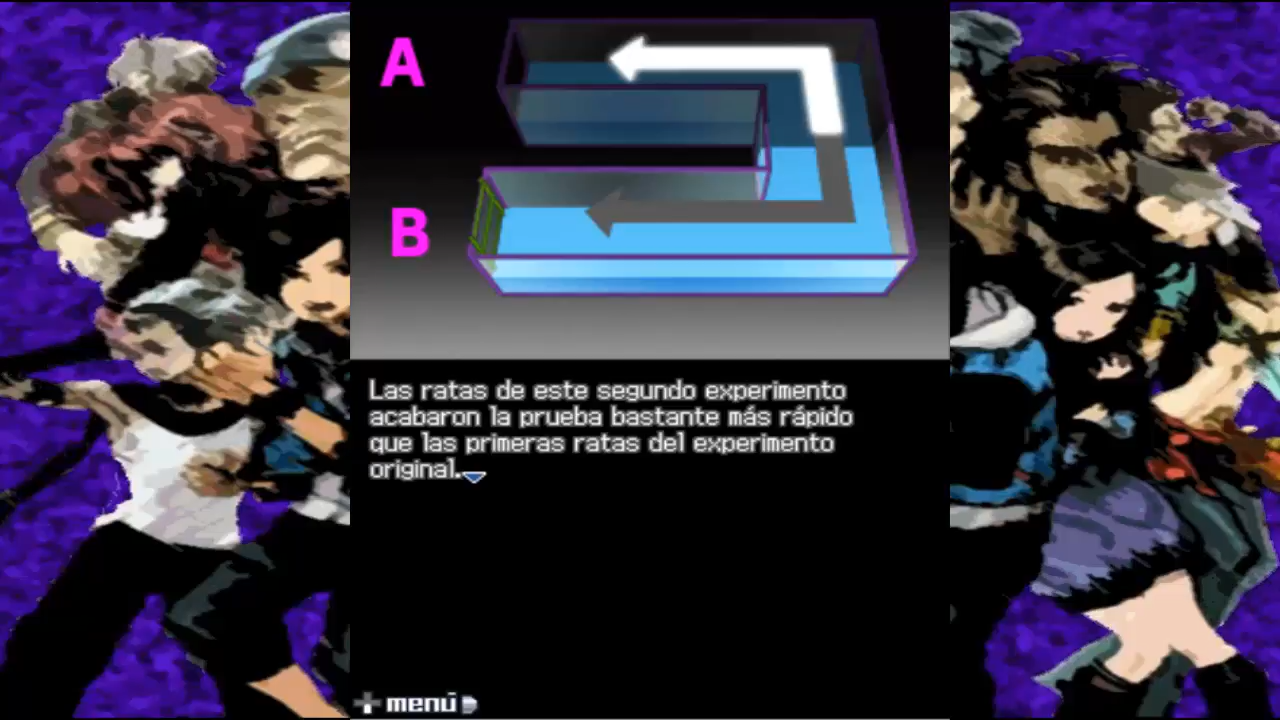 A
B
Las ratas de este segundo experimento
acabaron la prueba bastante más rápido
que las primeras ratas del experimento
original.
menú